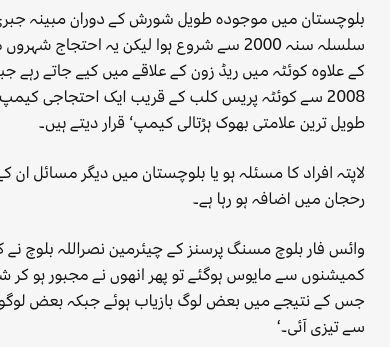 بلوچستان میں موجودہ طویل شورش کے دوران مبینہ
سلسلہ سنہ 2000 سے شروع ہوا لیکن یہ احتجاج شہروں
کے علاوہ کوئٹہ میں ریڈ زون کے علاقے میں کیے جاتے رہے
2008 سے کوئٹہ پریس کلب کے قریب ایک احتجاجی کیمپ
طویل ترین علامتی بھوک ہڑتالی کیمپ‘ قرار دیتے ہیں۔
لاپتہ افراد کا مسئلہ ہو یا بلوچستان میں دیگر مسائل ان کے
رحجان میں اضافہ ہو رہا ہے۔
وائس فار بلوچ مسنگ پرسنز کے چیئرمین نصراللہ بلوچ نے
کمیشنوں سے مایوس ہوگئے تو پھر انھوں نے مجبور ہو کر
جس کے نتیجے میں بعض لوگ بازیاب ہوئے جبکہ بعض
سے تیزی آئی۔‘